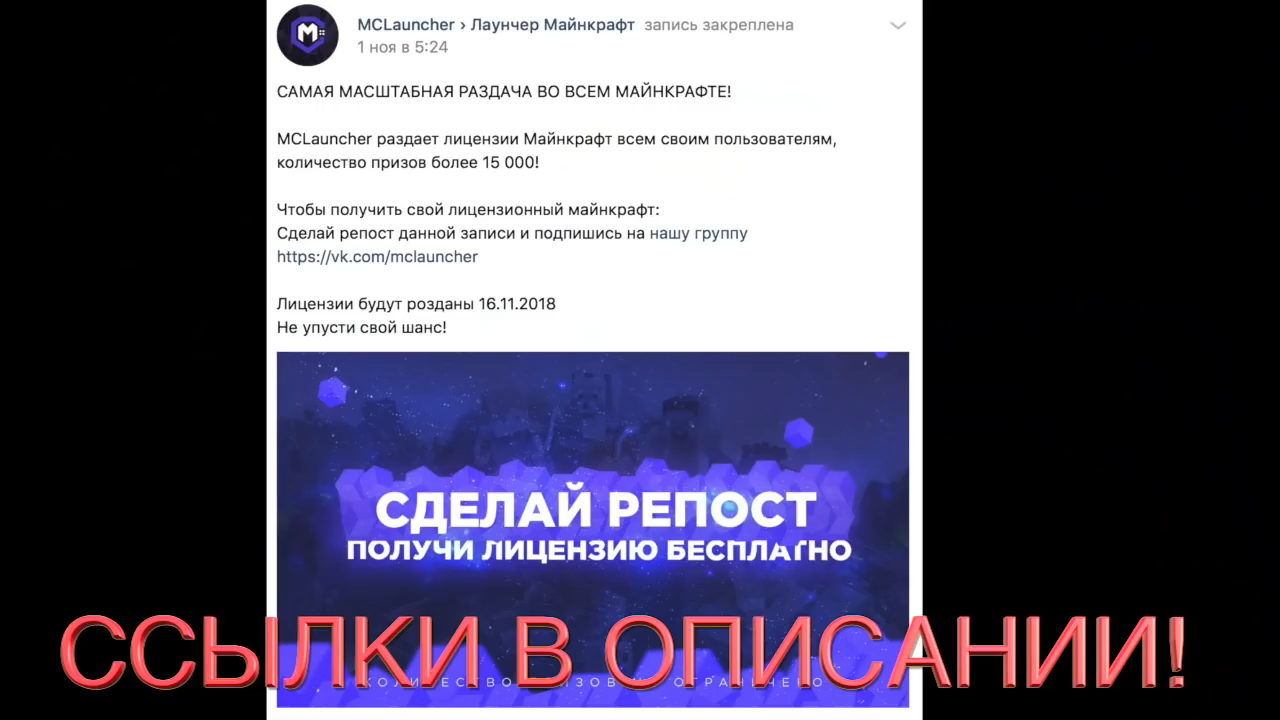 MCLauncher › Лаунчер Майнкрафт запись закреплена
1 ноя в 5:24
САМАЯ МАСШТАБНАЯ РАЗДАЧА ВО ВСЕМ МАЙНКРАФТЕ!
MCLauncher раздает лицензии Майнкрафт всем своим пользователям,
количество призов более 15 000!
Чтобы получить свой лицензионный майнкрафт:
Сделай репост данной записи и подпишись на нашу группу
https://vk.com/mclauncher
Лицензии будут розданы 16.11.2018
Не упусти свой шанс!
СДЕЛАЙ РЕПОСТ
ПОЛУЧИ ЛИЦЕНЗИЮ БЕСПЛАТНО
ССЫЛКИ В ОПИСАНИИ!